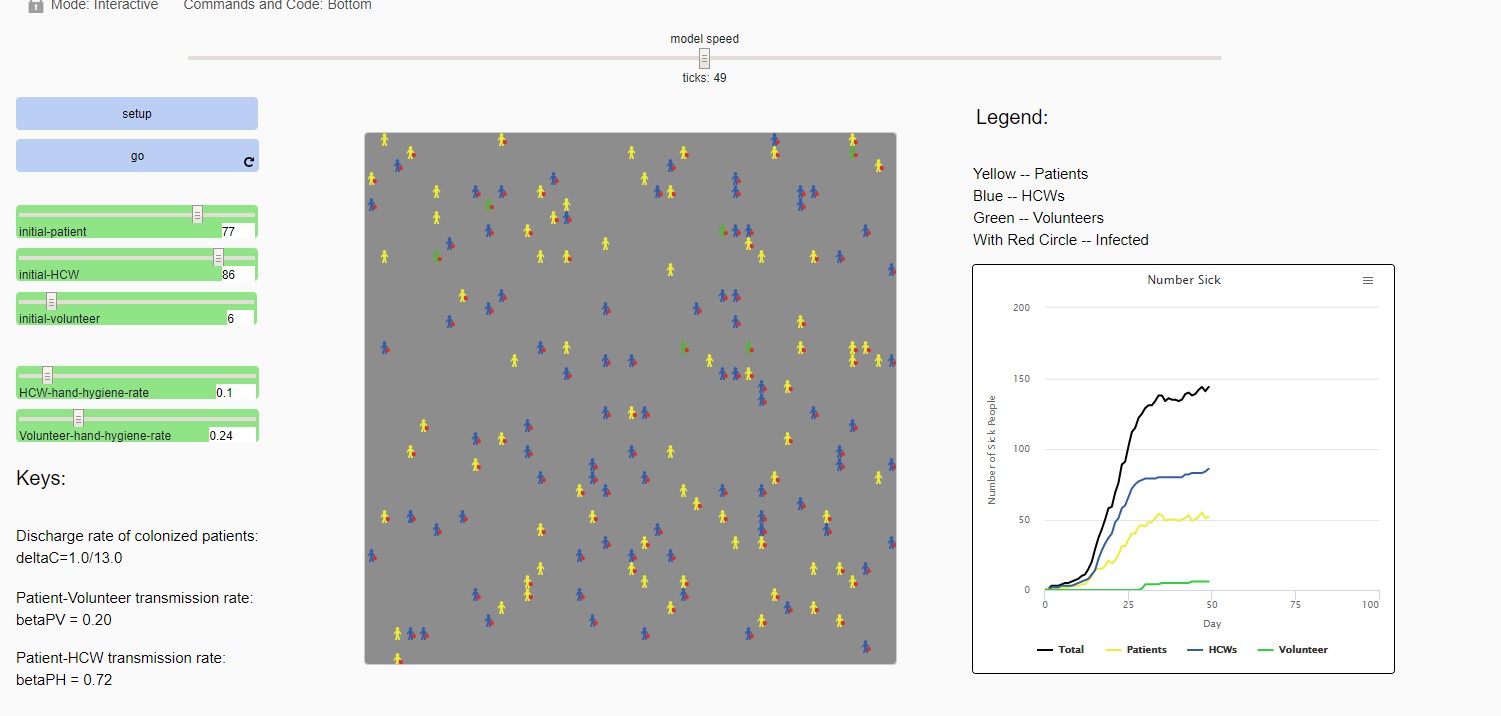 Mode: Interactive Commands and Code: Bottom
model speed
ticks: 49
setup
go
initial-patient 77
initial-HCW 86
initial-volunteer 6
HCW-hand-hygiene-rate 0.1
Volunteer-hand-hygiene-rate 0.24
Keys:
Discharge rate of colonized patients:
deltaC=1.0/13.0
Patient-Volunteer transmission rate:
betaPV = 0.20
Patient-HCW transmission rate:
betaPH = 0.72
Legend:
Yellow -- Patients
Blue -- HCWs
Green -- Volunteers
With Red Circle -- Infected
Number Sick
Number of Sick People
200
150
100
50
0
0 25 50 75 100
Day
Total Patients HCWs Volunteer